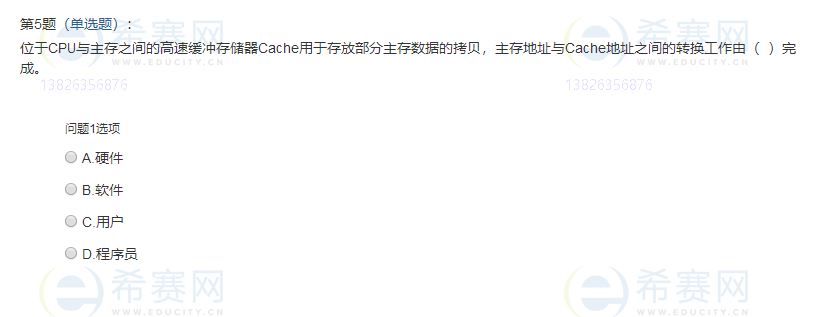 第5题（单选题）：
位于CPU与主存之间的高速缓冲存储器Cache用于存放部分主存数据的拷贝，主存地址与Cache地址之间的转换工作由（ ）完
成。
希赛网 希赛网
WWW.EDUCITY.CN WWW.EDUCITY.CN
13826356876 13826356876
问题1选项
A.硬件
B.软件
C.用户
D.程序员
希赛网 希赛网
WWW.EDUCITY.CN WWW.EDUCITY.CN